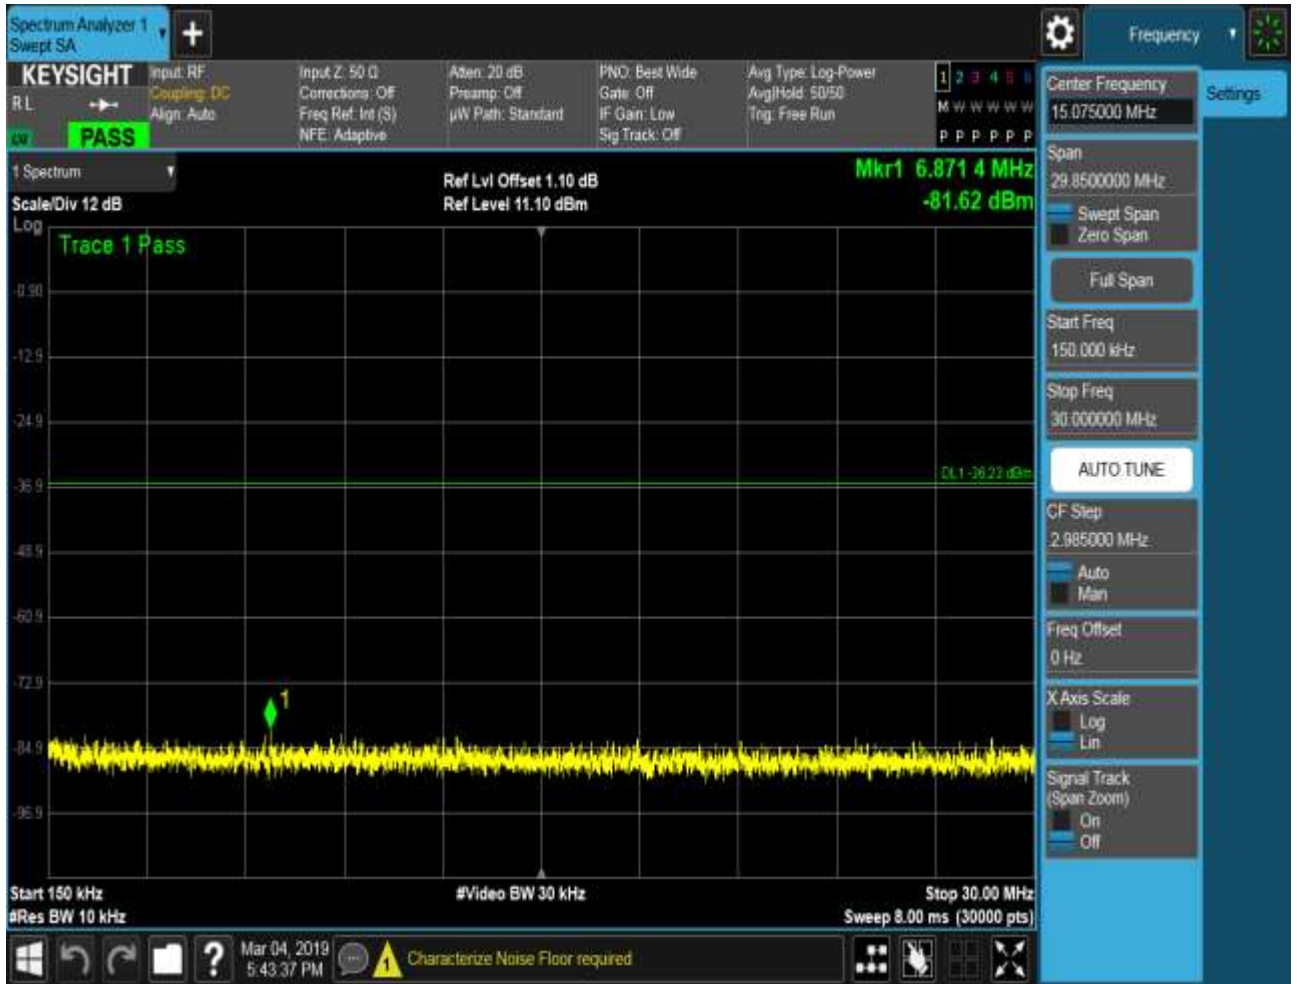 Spectrum Analyzer 1
Swept SA
Frequency
KEYSIGHT
R L
PASS
Input: RF
Coupling: DC
Align: Auto
Input Z: 50 Ω
Corrections: Off
Freq Ref: Int (S)
NFE: Adaptive
Atten: 20 dB
Preamp: Off
µW Path: Standard
PNO: Best Wide
Gate: Off
IF Gain: Low
Sig Track: Off
Avg Type: Log-Power
Avg|Hold: 50/50
Trig: Free Run
1 2 3 4 5 6
M W W W W W
P P P P P P
1 Spectrum
Scale/Div 12 dB
Log
Ref Lvl Offset 1.10 dB
Ref Level 11.10 dBm
Mkr1 6.871 4 MHz
-81.62 dBm
Trace 1 Pass
-0.90
-12.9
-24.9
-36.9
-48.9
-60.9
-72.9
-84.9
-96.9
DL1 -36.22 dBm
1
Start 150 kHz
#Res BW 10 kHz
#Video BW 30 kHz
Stop 30.00 MHz
Sweep 8.00 ms (30000 pts)
Center Frequency
15.075000 MHz
Settings
Span
29.8500000 MHz
Swept Span
Zero Span
Full Span
Start Freq
150.000 kHz
Stop Freq
30.000000 MHz
AUTO TUNE
CF Step
2.985000 MHz
Auto
Man
Freq Offset
0 Hz
X Axis Scale
Log
Lin
Signal Track
(Span Zoom)
On
Off
?
Mar 04, 2019
5:43:37 PM
1
Characterize Noise Floor required